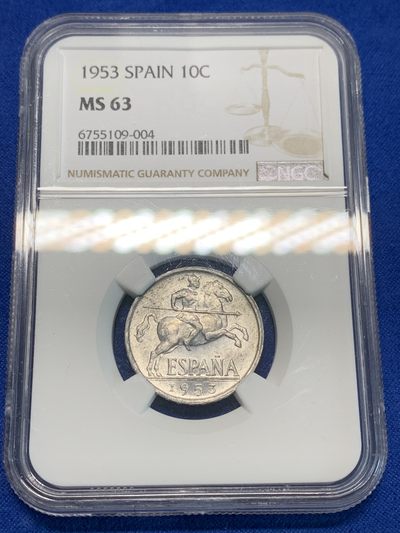 1953 SPAIN 10C
MS 63
6755109-004
NUMISMATIC GUARANTY COMPANY
NGC
ESPAÑA
1953